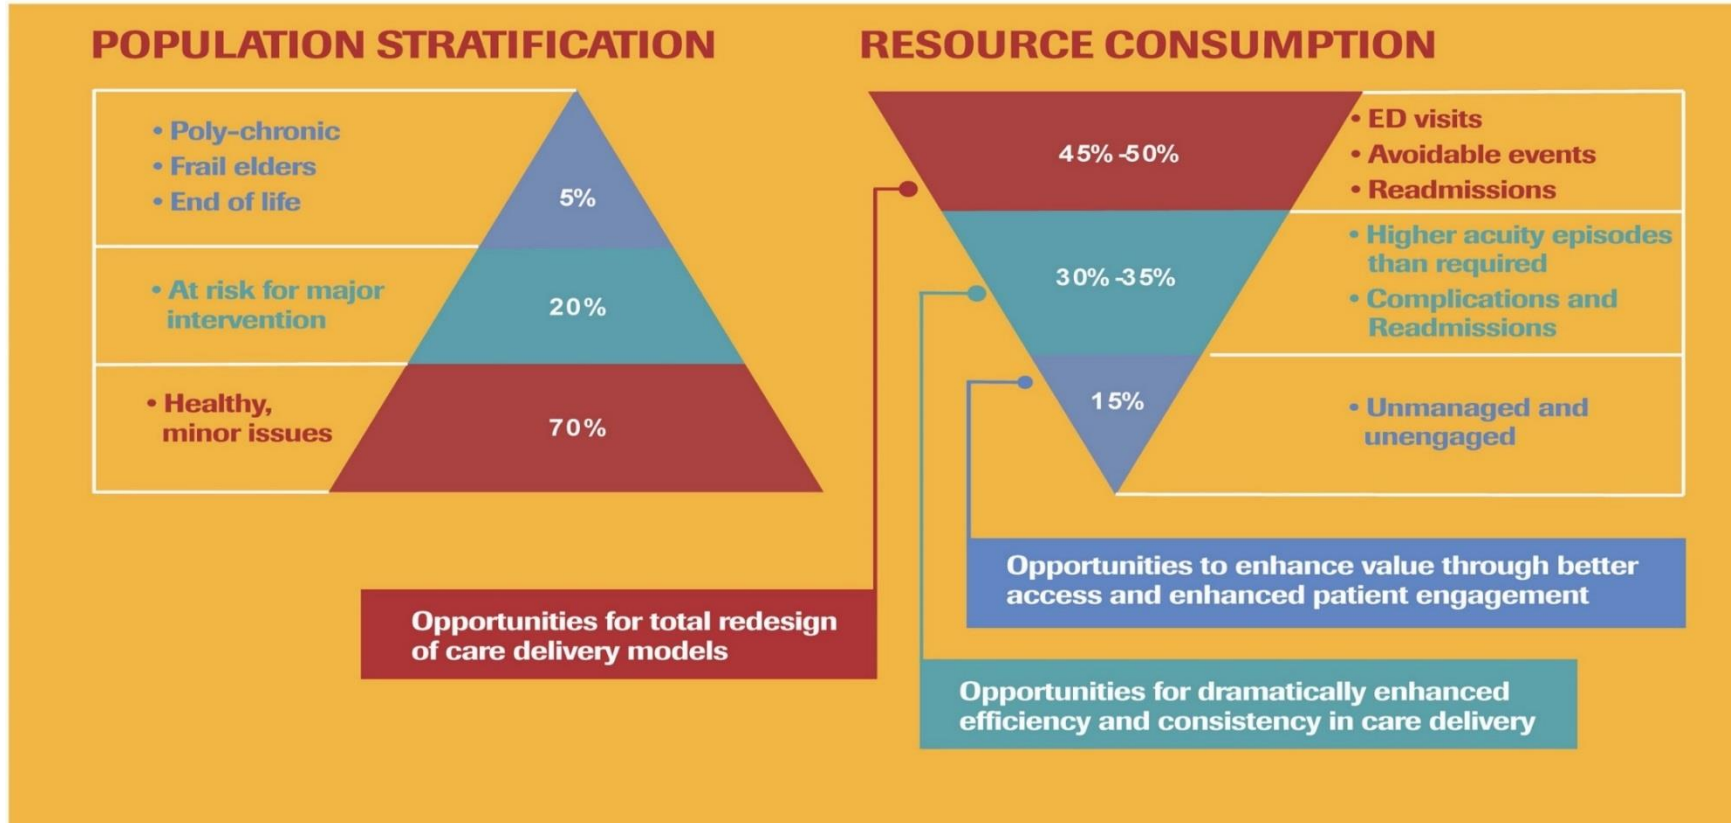 POPULATION STRATIFICATION
• Poly-chronic
• Frail elders
• End of life
5%
• At risk for major
intervention
20%
• Healthy,
minor issues
70%
RESOURCE CONSUMPTION
45%-50%
• ED visits
• Avoidable events
• Readmissions
30%-35%
• Higher acuity episodes
than required
• Complications and
Readmissions
15%
• Unmanaged and
unengaged
Opportunities to enhance value through better
access and enhanced patient engagement
Opportunities for total redesign
of care delivery models
Opportunities for dramatically enhanced
efficiency and consistency in care delivery